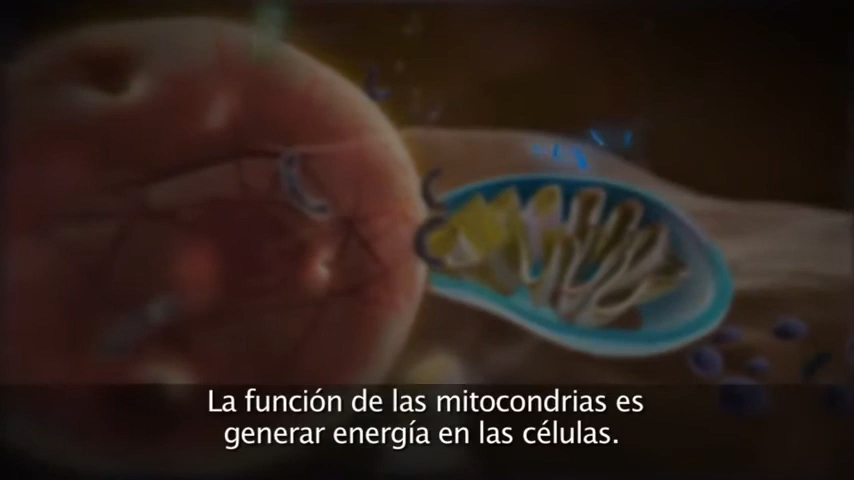 La función de las mitocondrias es
generar energía en las células.